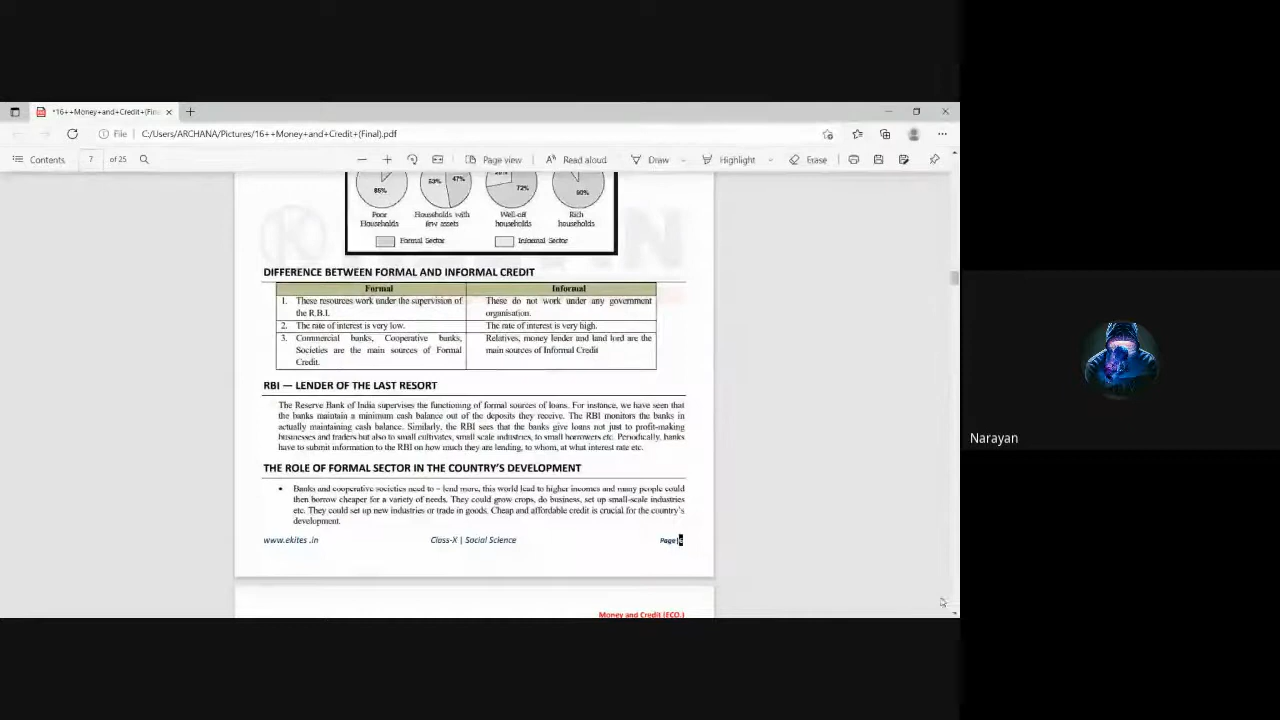 *16++Money+and+Credit+(Fin
File C:/Users/ARCHANA/Pictures/16++Money+and+Credit+(Final).pdf
Contents 7 of 25 Page view Read aloud Draw Highlight Erase
85% 53% 47% 72% 90%
Poor Households with Well-off Rich
Households few assets households households
Formal Sector Informal Sector
DIFFERENCE BETWEEN FORMAL AND INFORMAL CREDIT
Formal Informal
1. These resources work under the supervision of the R.B.I.
These do not work under any government organisation.
2. The rate of interest is very low. The rate of interest is very high.
3. Commercial banks, Cooperative banks, Societies are the main sources of Formal Credit.
Relatives, money lender and land lord are the main sources of Informal Credit
RBI — LENDER OF THE LAST RESORT
The Reserve Bank of India supervises the functioning of formal sources of loans. For instance, we have seen that
the banks maintain a minimum cash balance out of the deposits they receive. The RBI monitors the banks in
actually maintaining cash balance. Similarly, the RBI sees that the banks give loans not just to profit-making
businesses and traders but also to small cultivates, small scale industries, to small borrowers etc. Periodically, banks
have to submit information to the RBI on how much they are lending, to whom, at what interest rate etc.
THE ROLE OF FORMAL SECTOR IN THE COUNTRY'S DEVELOPMENT
• Banks and cooperative societies need to – lend more, this world lead to higher incomes and many people could
then borrow cheaper for a variety of needs. They could grow crops, do business, set up small-scale industries
etc. They could set up new industries or trade in goods. Cheap and affordable credit is crucial for the country's
development.
www.ekites .in Class-X | Social Science Page|
Money and Credit (ECO.)
Narayan